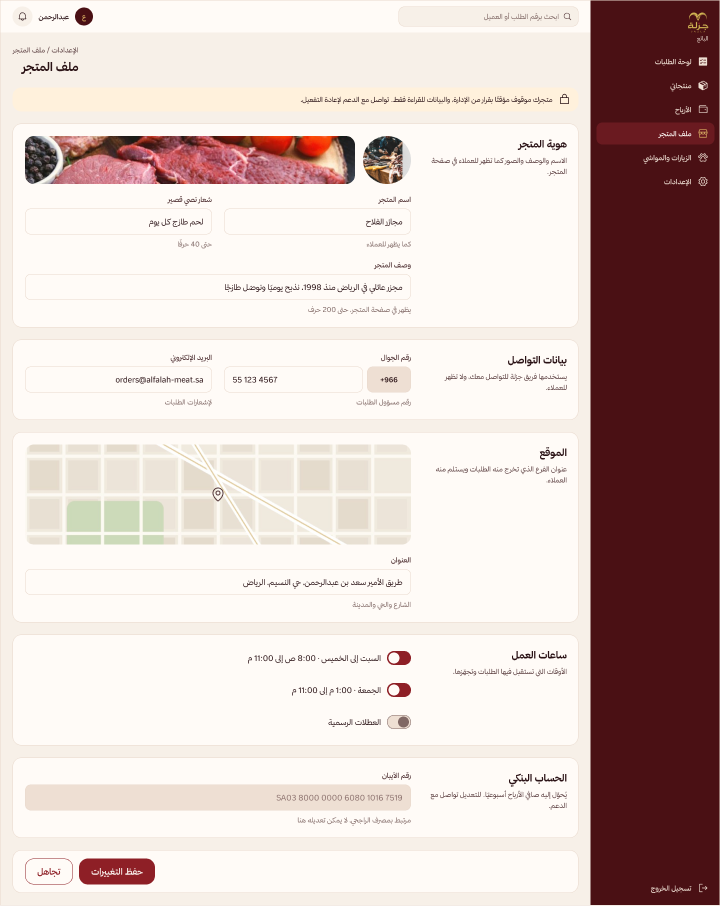 جزلة
البائع
لوحة الطلبات
منتجاتي
الأرباح
ملف المتجر
الزيارات والمواشي
الإعدادات
تسجيل الخروج
ابحث برقم الطلب أو العميل
عبدالرحمن
ع
الإعدادات / ملف المتجر
ملف المتجر
متجرك موقوف مؤقتًا بقرار من الإدارة، والبيانات للقراءة فقط. تواصل مع الدعم لإعادة التفعيل.
هوية المتجر
الاسم والوصف والصور كما تظهر للعملاء في صفحة
المتجر.
اسم المتجر
مجازر الفلاح
كما يظهر للعملاء
شعار نصي قصير
لحم طازج كل يوم
حتى 40 حرفًا
وصف المتجر
مجزر عائلي في الرياض منذ 1998، نذبح يوميًا ونوصل طازجًا
يظهر في صفحة المتجر. حتى 200 حرف
بيانات التواصل
يستخدمها فريق جزلة للتواصل معك، ولا تظهر
للعملاء.
رقم الجوال
+966
55 123 4567
رقم مسؤول الطلبات
البريد الإلكتروني
orders@alfalah-meat.sa
لإشعارات الطلبات
الموقع
عنوان الفرع الذي تخرج منه الطلبات ويستلم منه
العملاء.
العنوان
طريق الأمير سعد بن عبدالرحمن، حي النسيم، الرياض
الشارع والحي والمدينة
ساعات العمل
الأوقات التي تستقبل فيها الطلبات وتجهزها.
السبت إلى الخميس · 8:00 ص إلى 11:00 م
الجمعة · 1:00 م إلى 11:00 م
العطلات الرسمية
الحساب البنكي
يُحوّل إليه صافي الأرباح أسبوعيًا. للتعديل تواصل مع
الدعم.
رقم الآيبان
SA03 8000 0000 6080 1016 7519
مرتبط بمصرف الراجحي. لا يمكن تعديله هنا
حفظ التغييرات
تجاهل